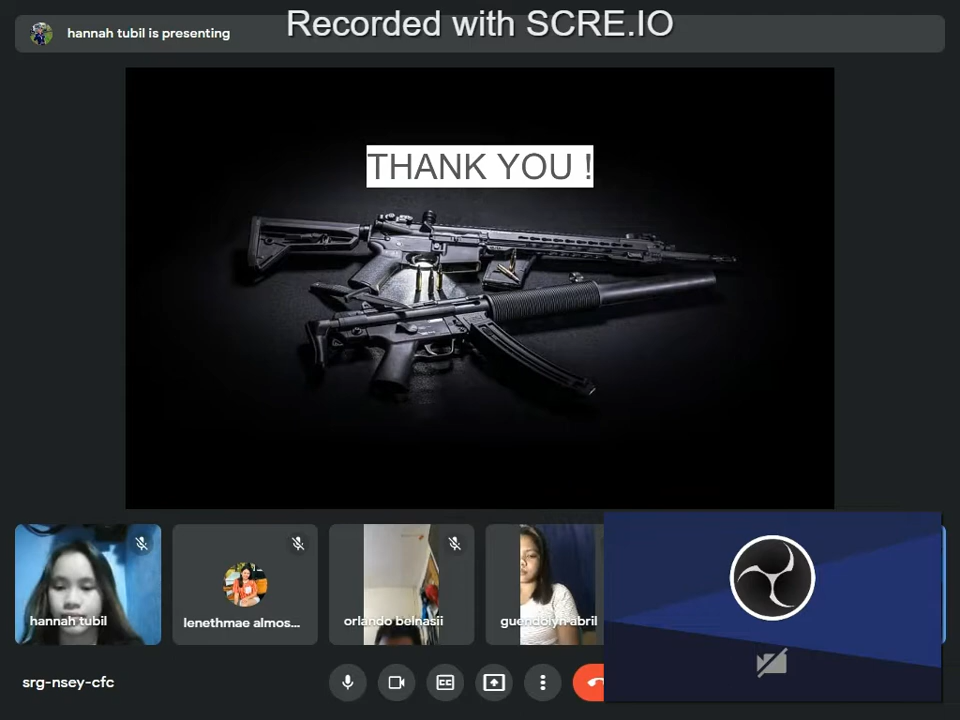 Recorded with SCRE.IO
hannah tubil is presenting
THANK YOU !
hannah tubil
lenethmae almos...
orlando belnasii
guendolyn abril
srg-nsey-cfc